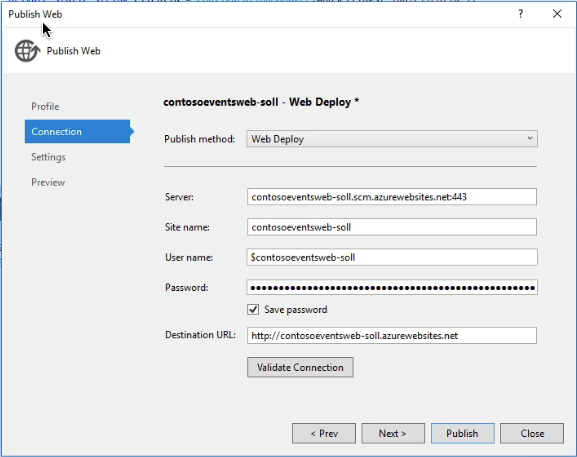 Publish Web
Publish Web
Profile
Connection
Settings
Preview
contosoeventsweb-soll - Web Deploy *
Publish method: Web Deploy
Server: contosoeventsweb-soll.scm.azurewebsites.net:443
Site name: contosoeventsweb-soll
User name: $contosoeventsweb-soll
Password: ••••••••••••••••••••••••••••••••••••••••••••••••
Save password
Destination URL: http://contosoeventsweb-soll.azurewebsites.net
Validate Connection
< Prev Next > Publish Close